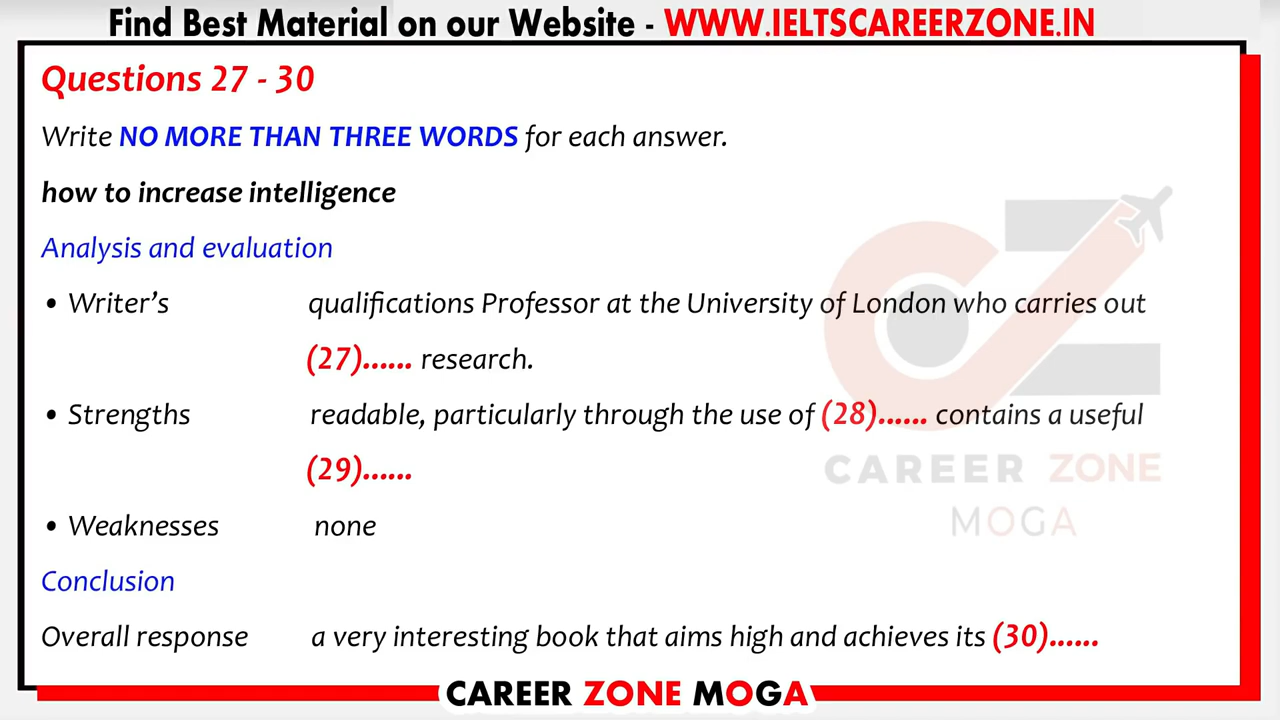 Find Best Material on our Website - WWW.IELTSCAREERZONE.IN
Questions 27 - 30
Write NO MORE THAN THREE WORDS for each answer.
how to increase intelligence
Analysis and evaluation
• Writer's qualifications Professor at the University of London who carries out
(27)...... research.
• Strengths readable, particularly through the use of (28)...... contains a useful
(29)......
CAREER ZONE
MOGA
• Weaknesses none
Conclusion
Overall response a very interesting book that aims high and achieves its (30)......
CAREER ZONE MOGA